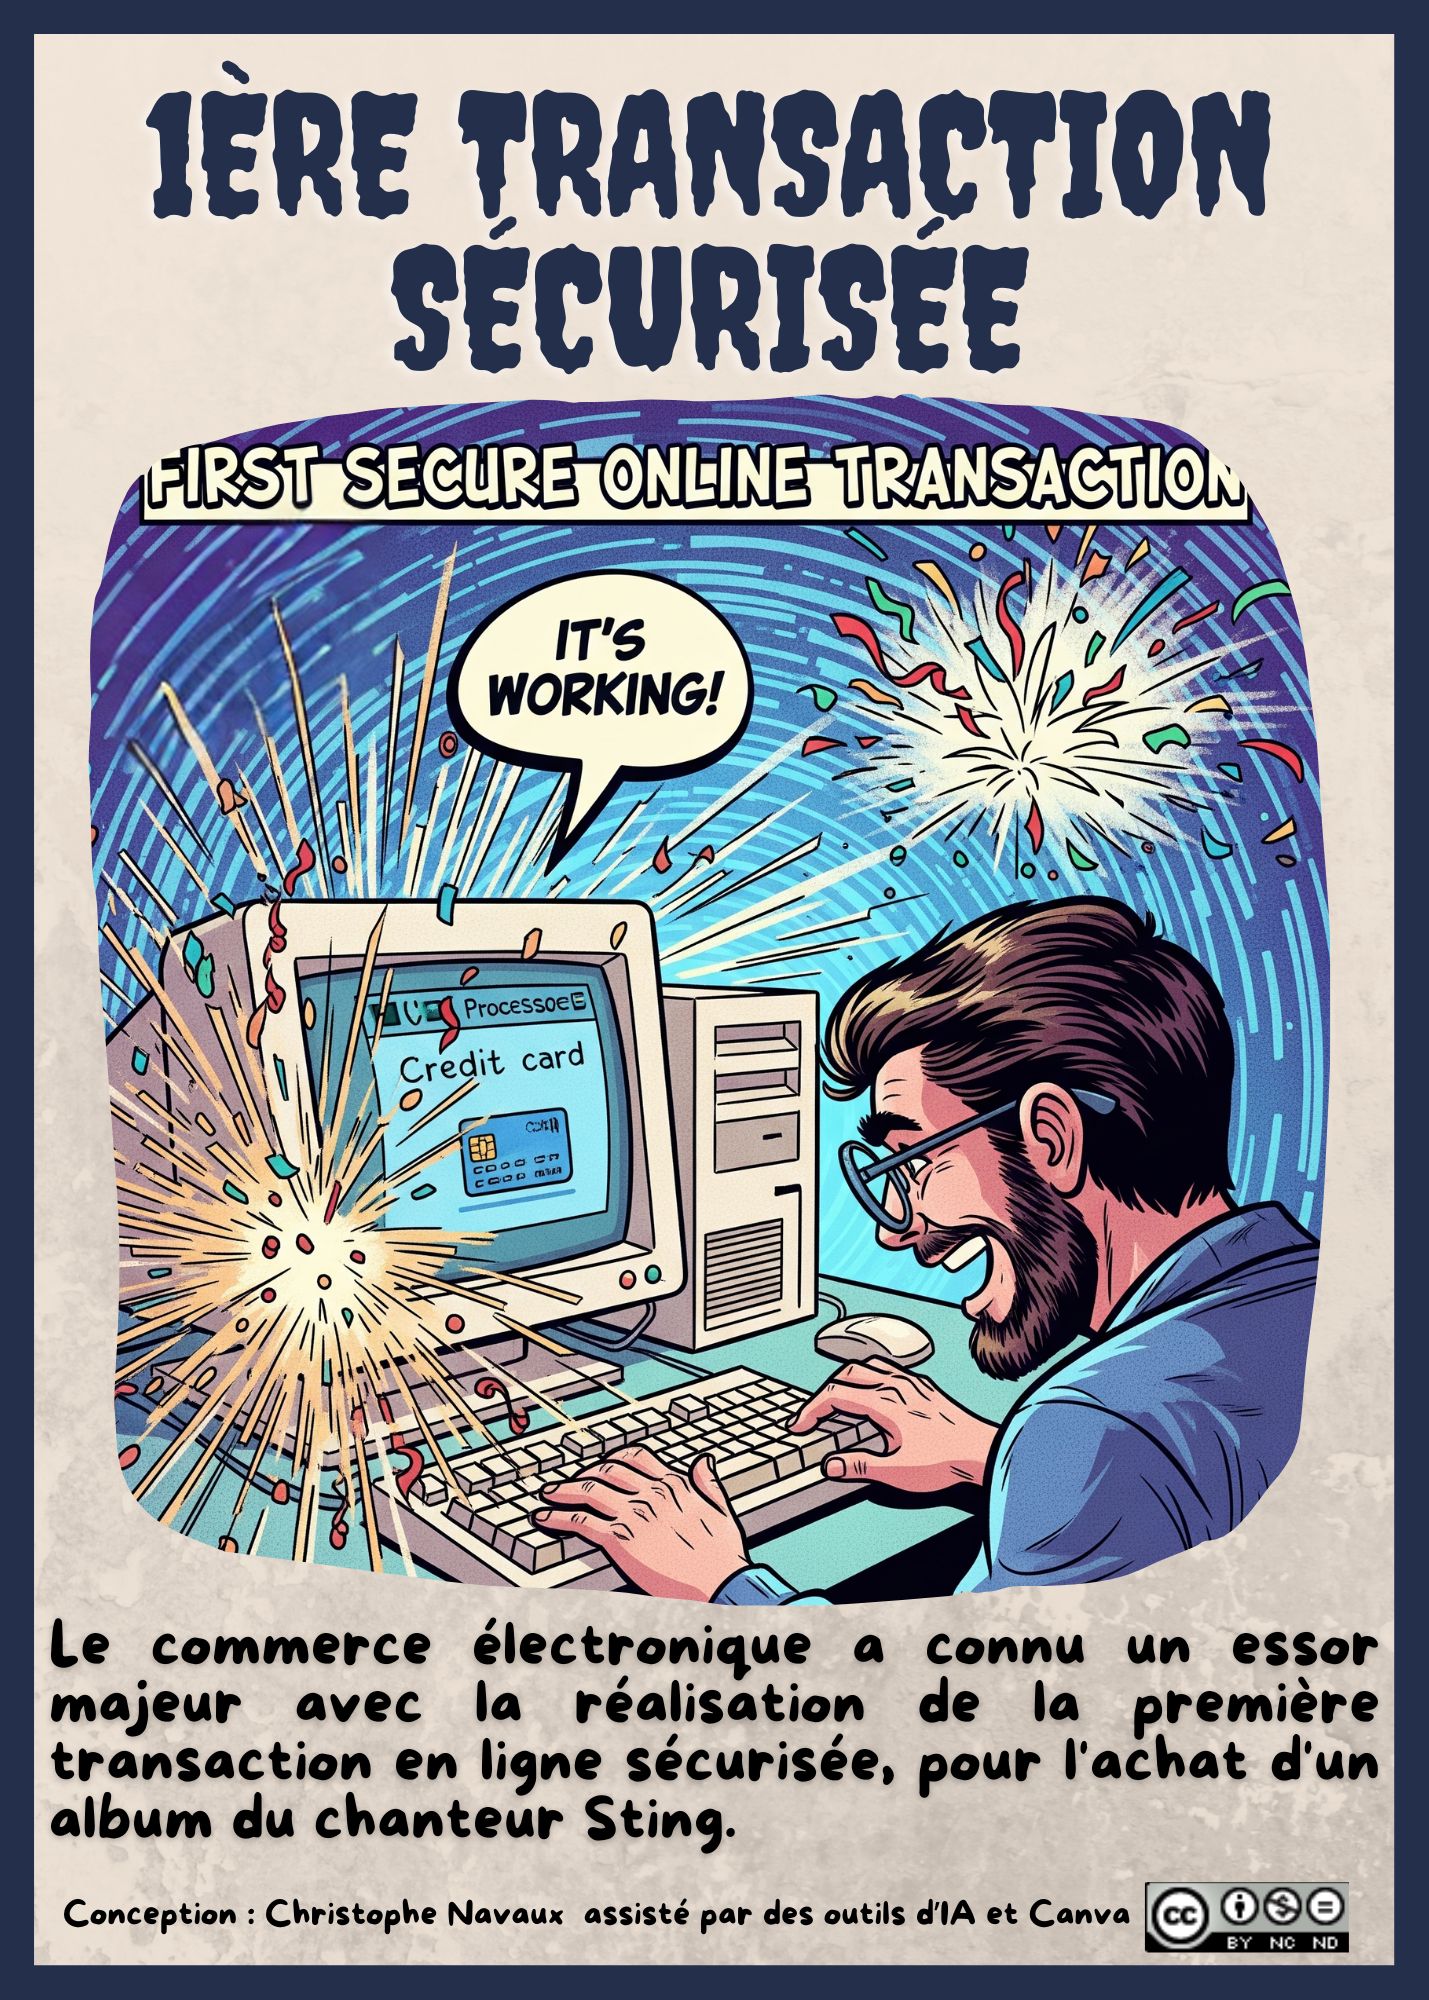 1ÈRE TRANSACTION
SÉCURISÉE
FIRST SECURE ONLINE TRANSACTION
IT'S
WORKING!
Credit card
Le commerce électronique a connu un essor
majeur avec la réalisation de la première
transaction en ligne sécurisée, pour l'achat d'un
album du chanteur Sting.
Conception : Christophe Navaux assisté par des outils d'IA et Canva
cc
BY NC ND